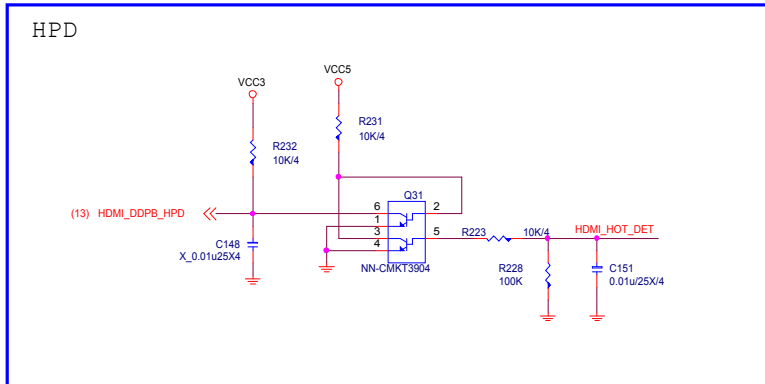 HPD
VCC3
VCC5
R231
10K/4
R232
10K/4
Q31
(13) HDMI_DDPB_HPD
6
2
1
3
5
4
R223
10K/4
HDMI_HOT_DET
C148
X_0.01u25X4
NN-CMKT3904
R228
100K
C151
0.01u/25X/4